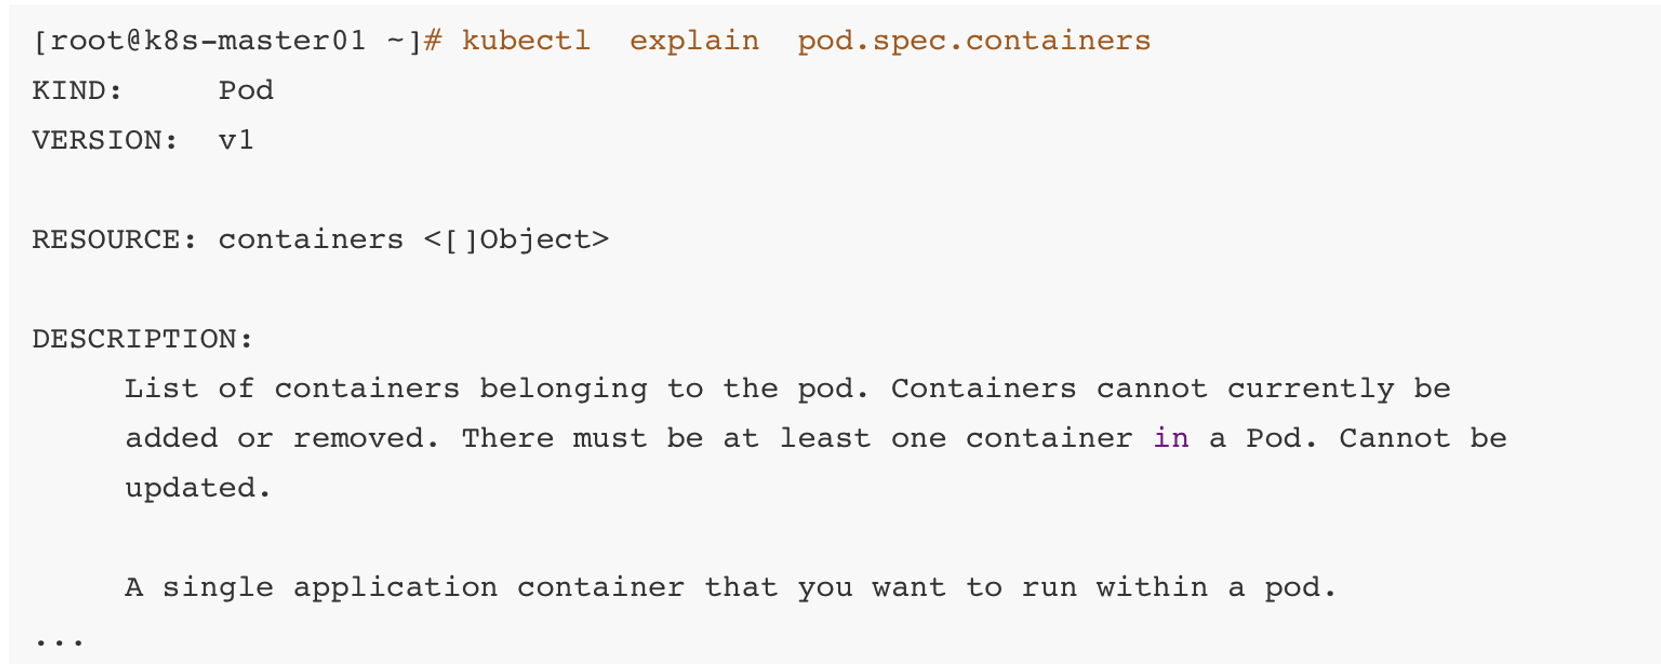 [root@k8s-master01 ~]# kubectl  explain  pod.spec.containers
KIND:     Pod
VERSION:  v1
RESOURCE: containers <[]Object>
DESCRIPTION:
     List of containers belonging to the pod. Containers cannot currently be
     added or removed. There must be at least one container in a Pod. Cannot be
     updated.
     A single application container that you want to run within a pod.
...